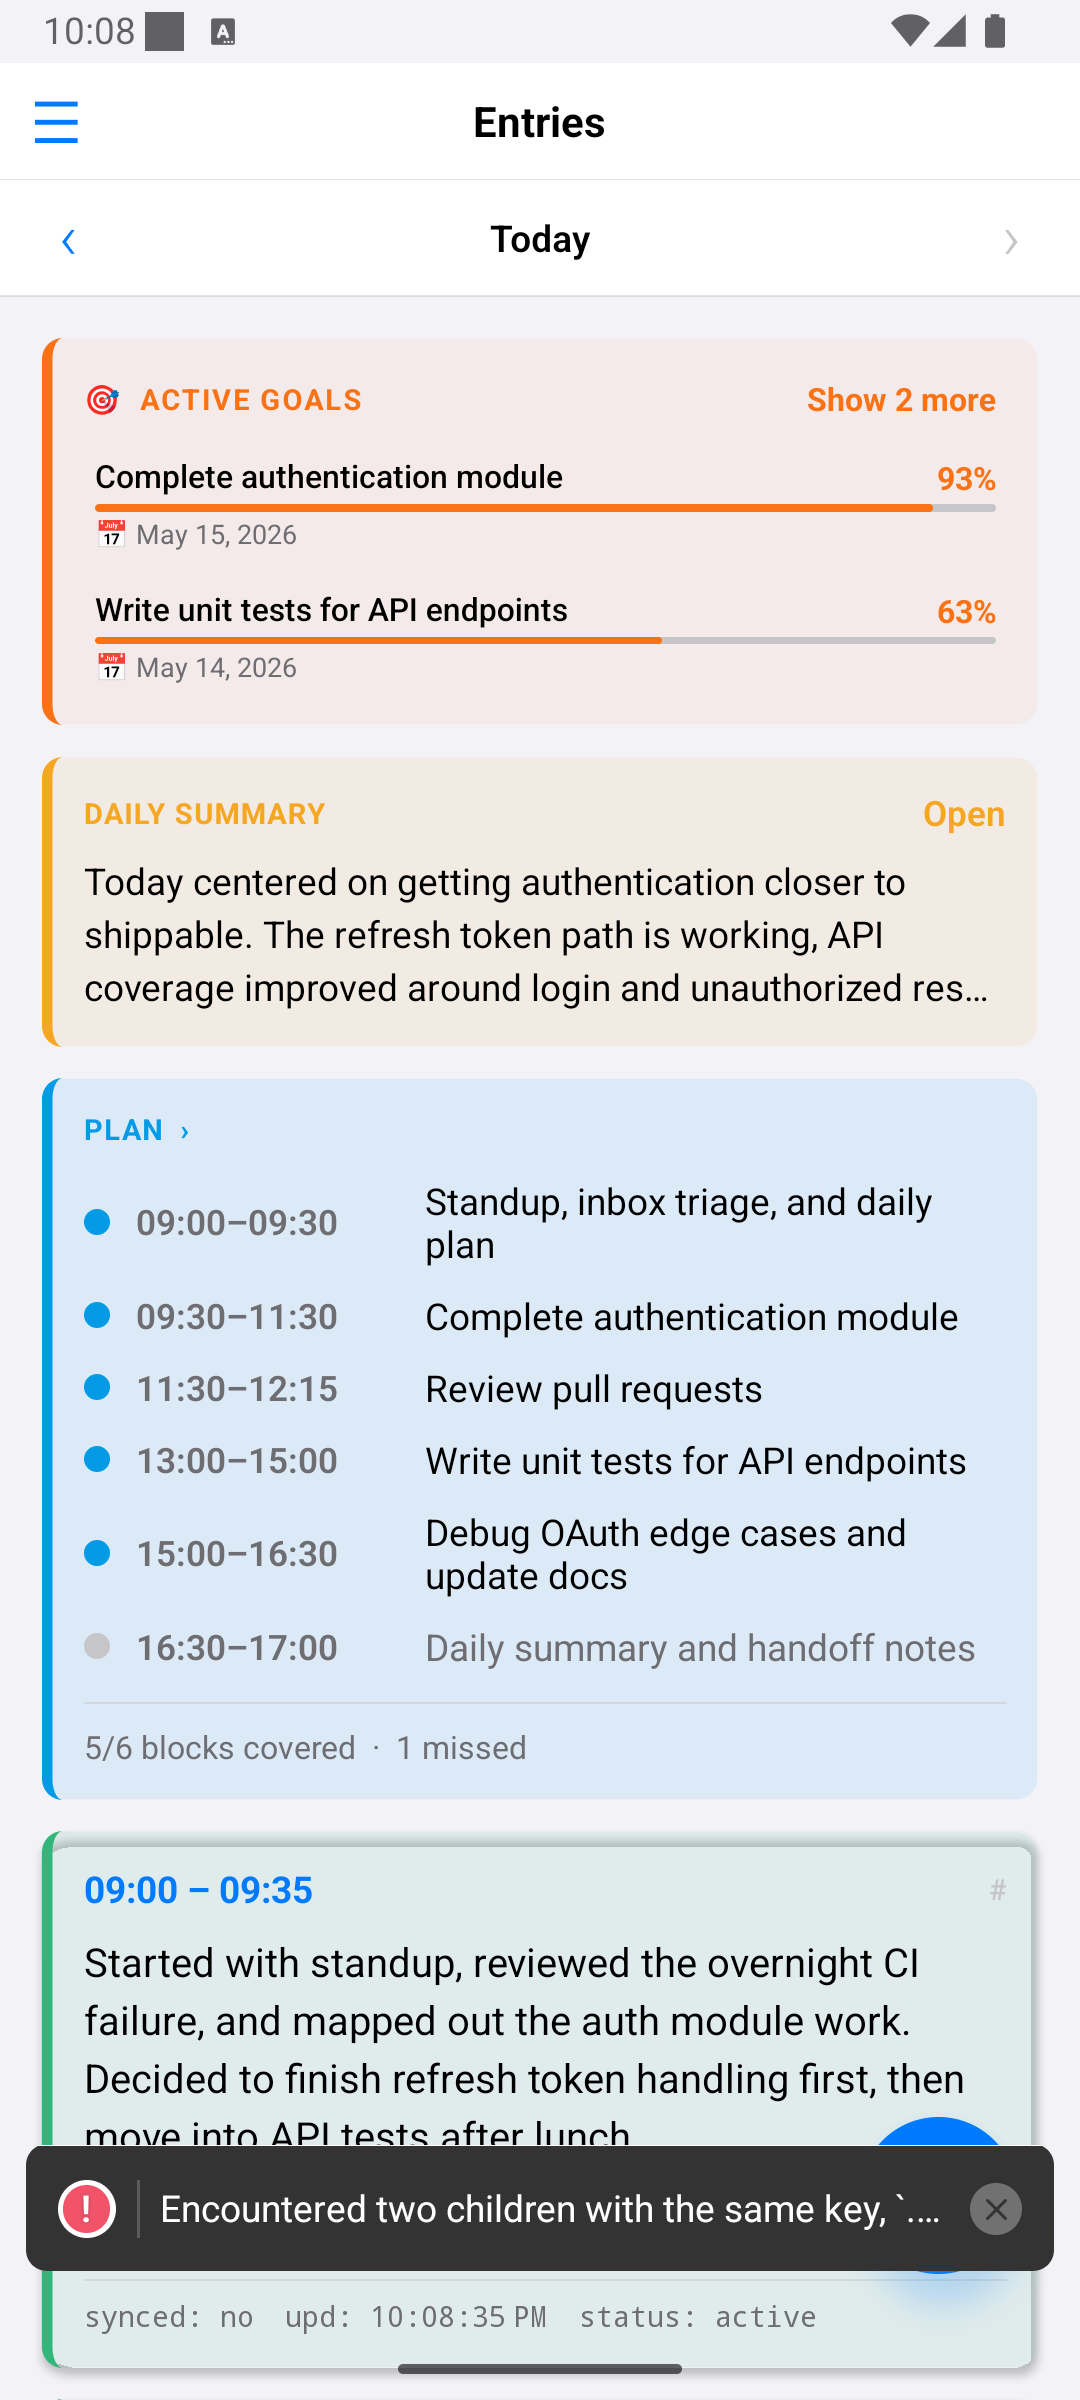 10:08
A
Entries
Today
ACTIVE GOALS
Show 2 more
Complete authentication module
93%
May 15, 2026
Write unit tests for API endpoints
63%
May 14, 2026
DAILY SUMMARY
Open
Today centered on getting authentication closer to
shippable. The refresh token path is working, API
coverage improved around login and unauthorized res...
PLAN ›
09:00–09:30 Standup, inbox triage, and daily
plan
09:30–11:30 Complete authentication module
11:30–12:15 Review pull requests
13:00–15:00 Write unit tests for API endpoints
15:00–16:30 Debug OAuth edge cases and
update docs
16:30–17:00 Daily summary and handoff notes
5/6 blocks covered · 1 missed
09:00 – 09:35
#
Started with standup, reviewed the overnight CI
failure, and mapped out the auth module work.
Decided to finish refresh token handling first, then
move into API tests after lunch
Encountered two children with the same key, `....
synced: no upd: 10:08:35 PM status: active